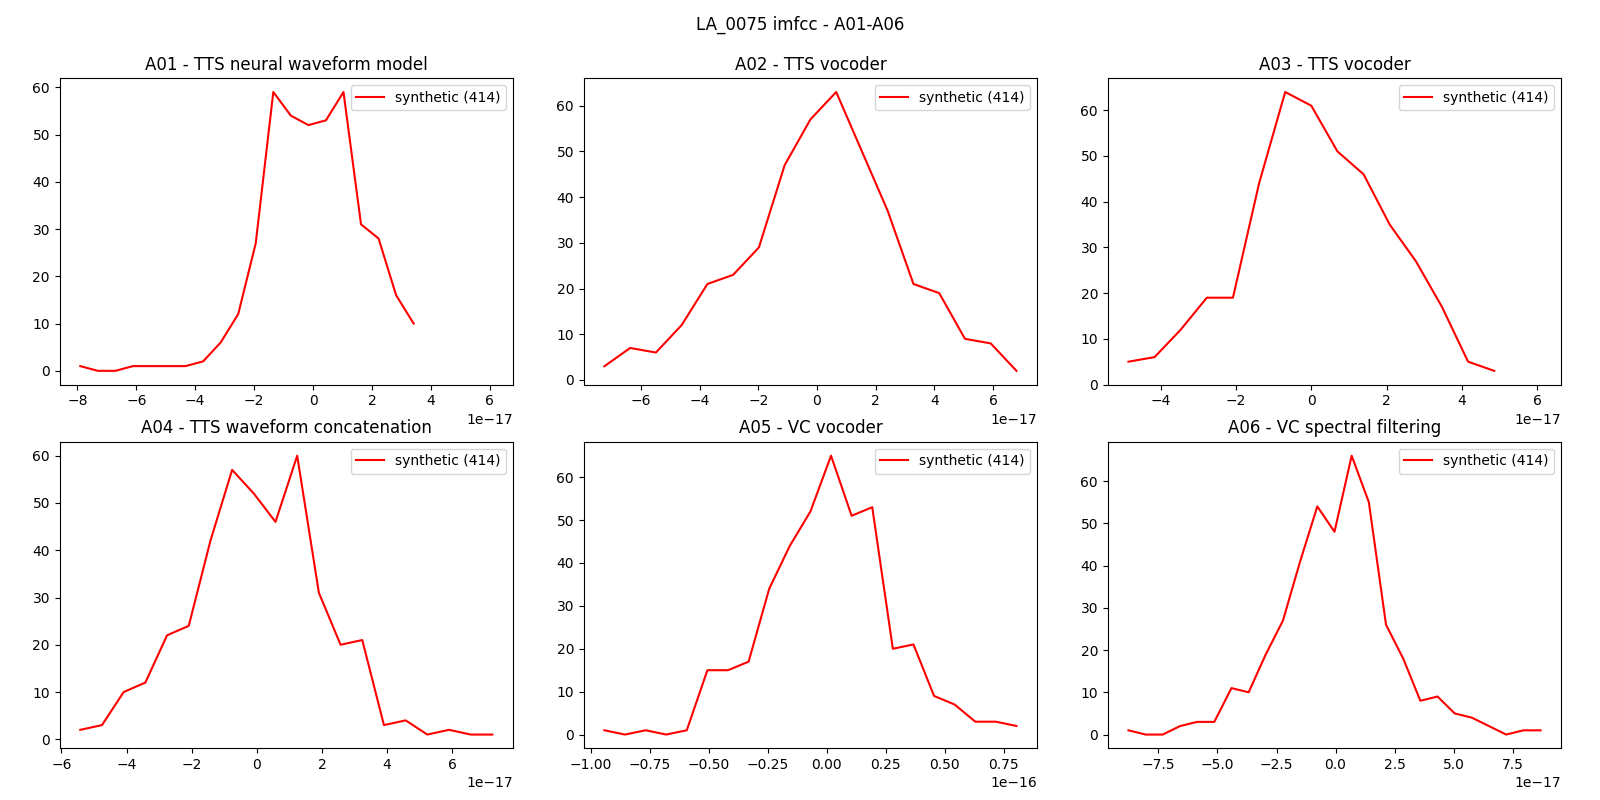 LA_0075 imfcc - A01-A06
A01 - TTS neural waveform model
synthetic (414)
60
50
40
30
20
10
0
−8 −6 −4 −2 0 2 4 6
1e−17
A02 - TTS vocoder
synthetic (414)
60
50
40
30
20
10
0
−6 −4 −2 0 2 4 6
1e−17
A03 - TTS vocoder
synthetic (414)
60
50
40
30
20
10
0
−4 −2 0 2 4 6
1e−17
A04 - TTS waveform concatenation
synthetic (414)
60
50
40
30
20
10
0
−6 −4 −2 0 2 4 6
1e−17
A05 - VC vocoder
synthetic (414)
60
50
40
30
20
10
0
−1.00 −0.75 −0.50 −0.25 0.00 0.25 0.50 0.75
1e−16
A06 - VC spectral filtering
synthetic (414)
60
50
40
30
20
10
0
−7.5 −5.0 −2.5 0.0 2.5 5.0 7.5
1e−17